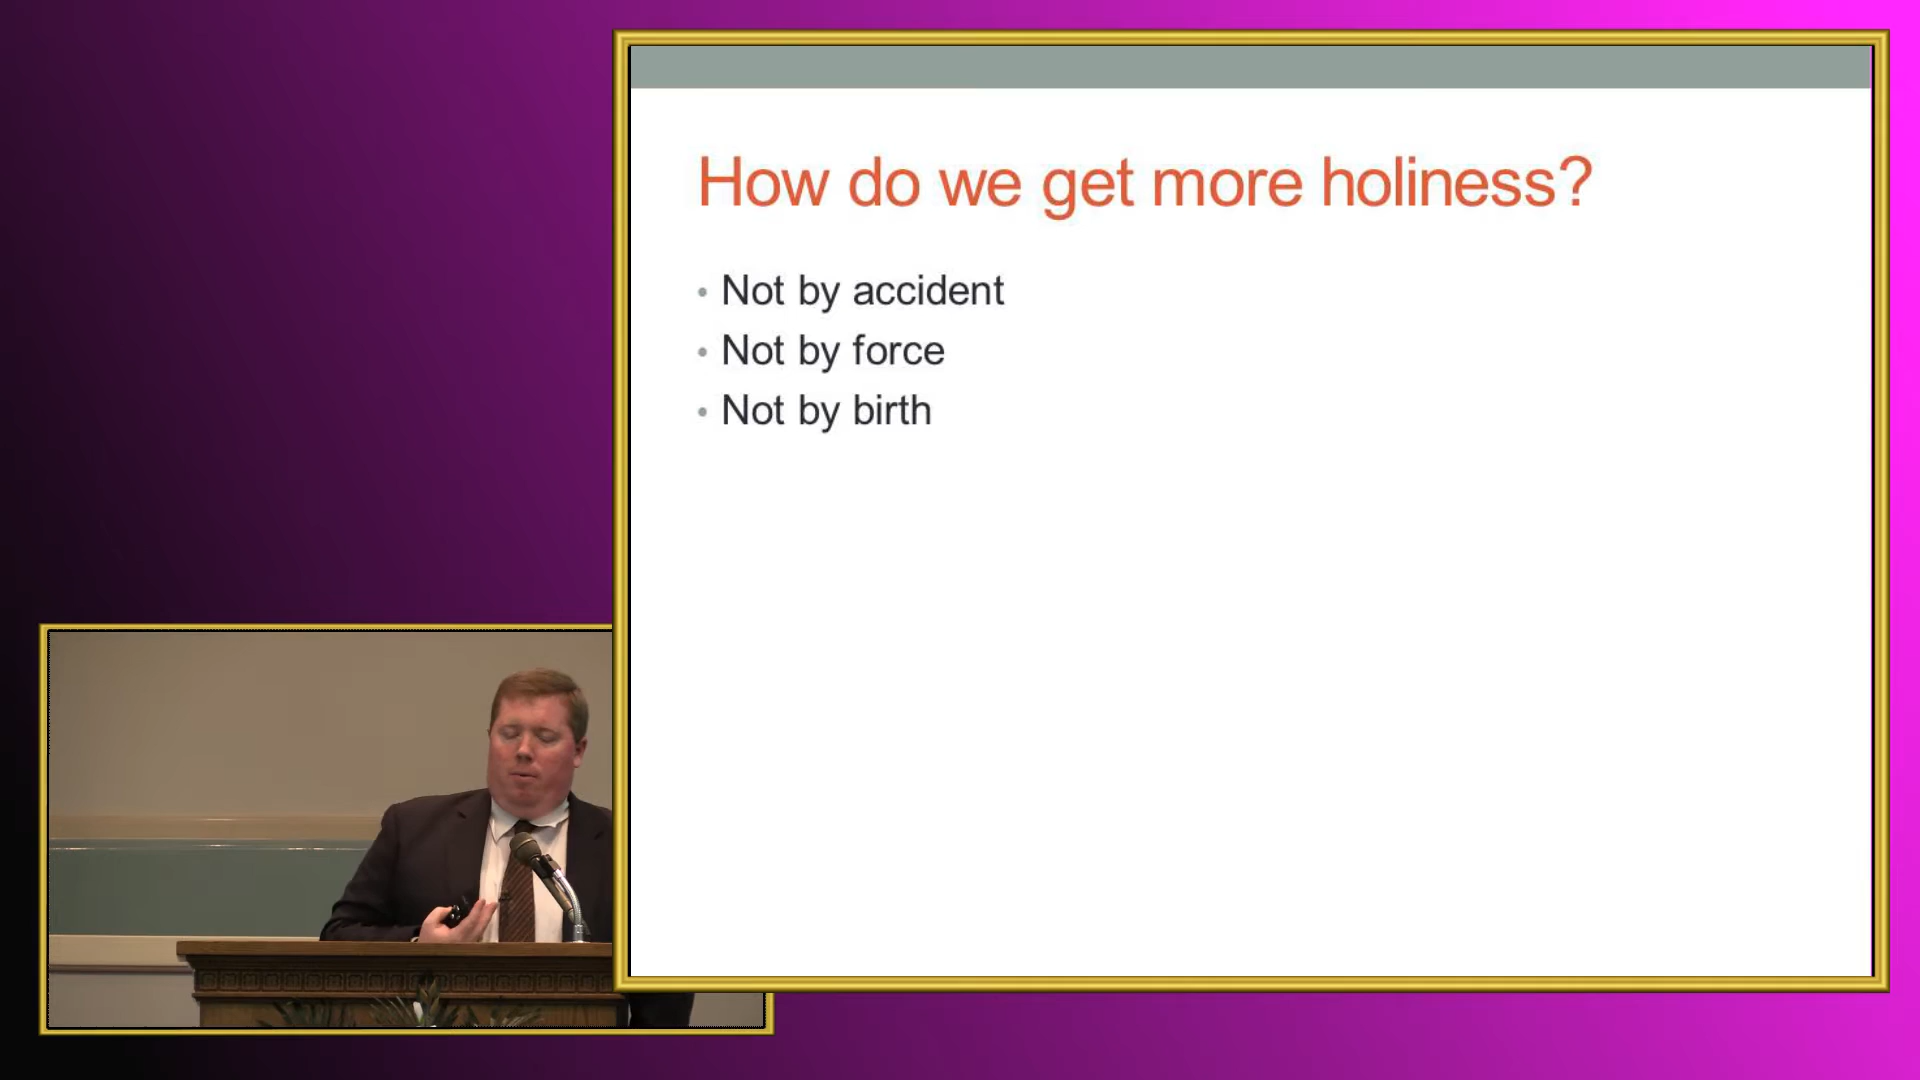 How do we get more holiness?
• Not by accident
• Not by force
• Not by birth